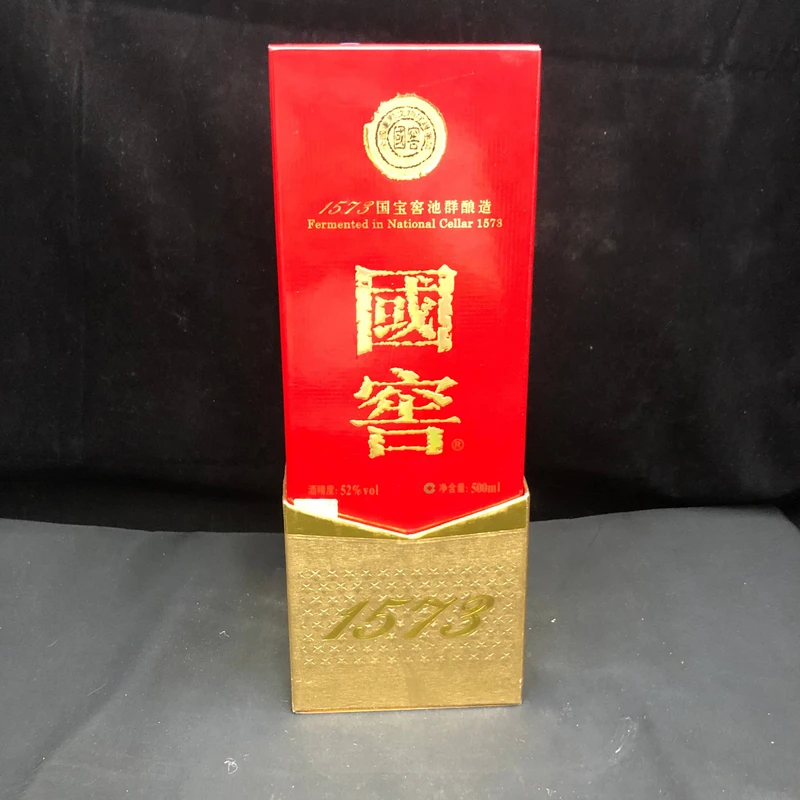 國窖
1573国宝窖池群酿造
Fermented in National Cellar 1573
國
窖®
酒精度: 52%vol
净含量: 500ml
1573